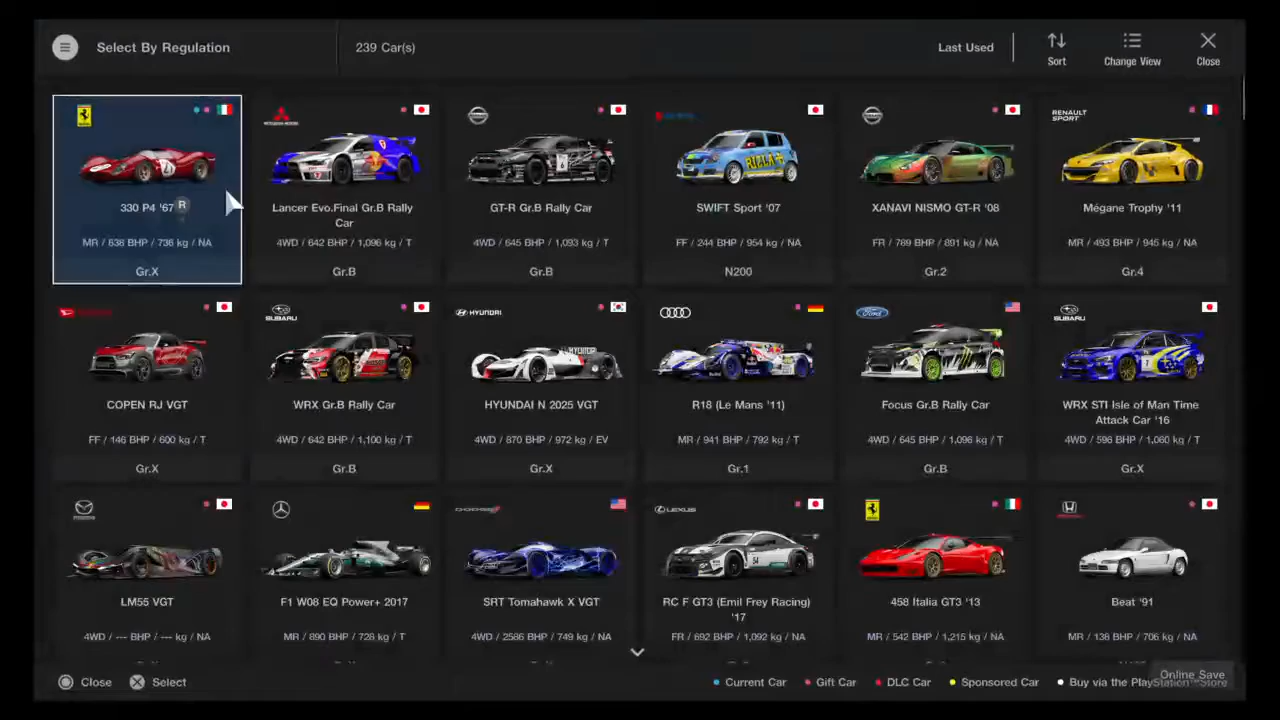 Select By Regulation
239 Car(s)
Last Used
Sort
Change View
Close
330 P4 '67 R
MR / 638 BHP / 736 kg / NA
Gr.X
Lancer Evo.Final Gr.B Rally
Car
4WD / 642 BHP / 1,096 kg / T
Gr.B
6
GT-R Gr.B Rally Car
4WD / 645 BHP / 1,093 kg / T
Gr.B
RIZLA
SWIFT Sport '07
FF / 244 BHP / 954 kg / NA
N200
XANAVI NISMO GT-R '08
FR / 789 BHP / 891 kg / NA
Gr.2
RENAULT
SPORT
Mégane Trophy '11
MR / 493 BHP / 945 kg / NA
Gr.4
COPEN RJ VGT
FF / 146 BHP / 600 kg / T
Gr.X
SUBARU
WRX Gr.B Rally Car
4WD / 642 BHP / 1,100 kg / T
Gr.B
HYUNDAI
HYUNDAI N 2025 VGT
4WD / 870 BHP / 972 kg / EV
Gr.X
R18 (Le Mans '11)
MR / 941 BHP / 792 kg / T
Gr.1
Ford
Focus Gr.B Rally Car
4WD / 645 BHP / 1,096 kg / T
Gr.B
SUBARU
WRX STI Isle of Man Time
Attack Car '16
4WD / 596 BHP / 1,060 kg / T
Gr.X
LM55 VGT
4WD / --- BHP / --- kg / NA
F1 W08 EQ Power+ 2017
MR / 890 BHP / 728 kg / T
SRT Tomahawk X VGT
4WD / 2586 BHP / 749 kg / NA
LEXUS
54
RC F GT3 (Emil Frey Racing)
'17
FR / 692 BHP / 1,092 kg / NA
458 Italia GT3 '13
MR / 542 BHP / 1,215 kg / NA
Beat '91
MR / 138 BHP / 706 kg / NA
Close
Select
Current Car
Gift Car
DLC Car
Sponsored Car
Buy via the PlayStation™Store
Online Save